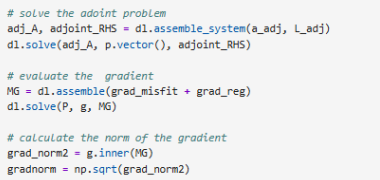 # solve the adoint problem
adj_A, adjoint_RHS = dl.assemble_system(a_adj, L_adj)
dl.solve(adj_A, p.vector(), adjoint_RHS)

# evaluate the  gradient
MG = dl.assemble(grad_misfit + grad_reg)
dl.solve(P, g, MG)

# calculate the norm of the gradient
grad_norm2 = g.inner(MG)
gradnorm = np.sqrt(grad_norm2)